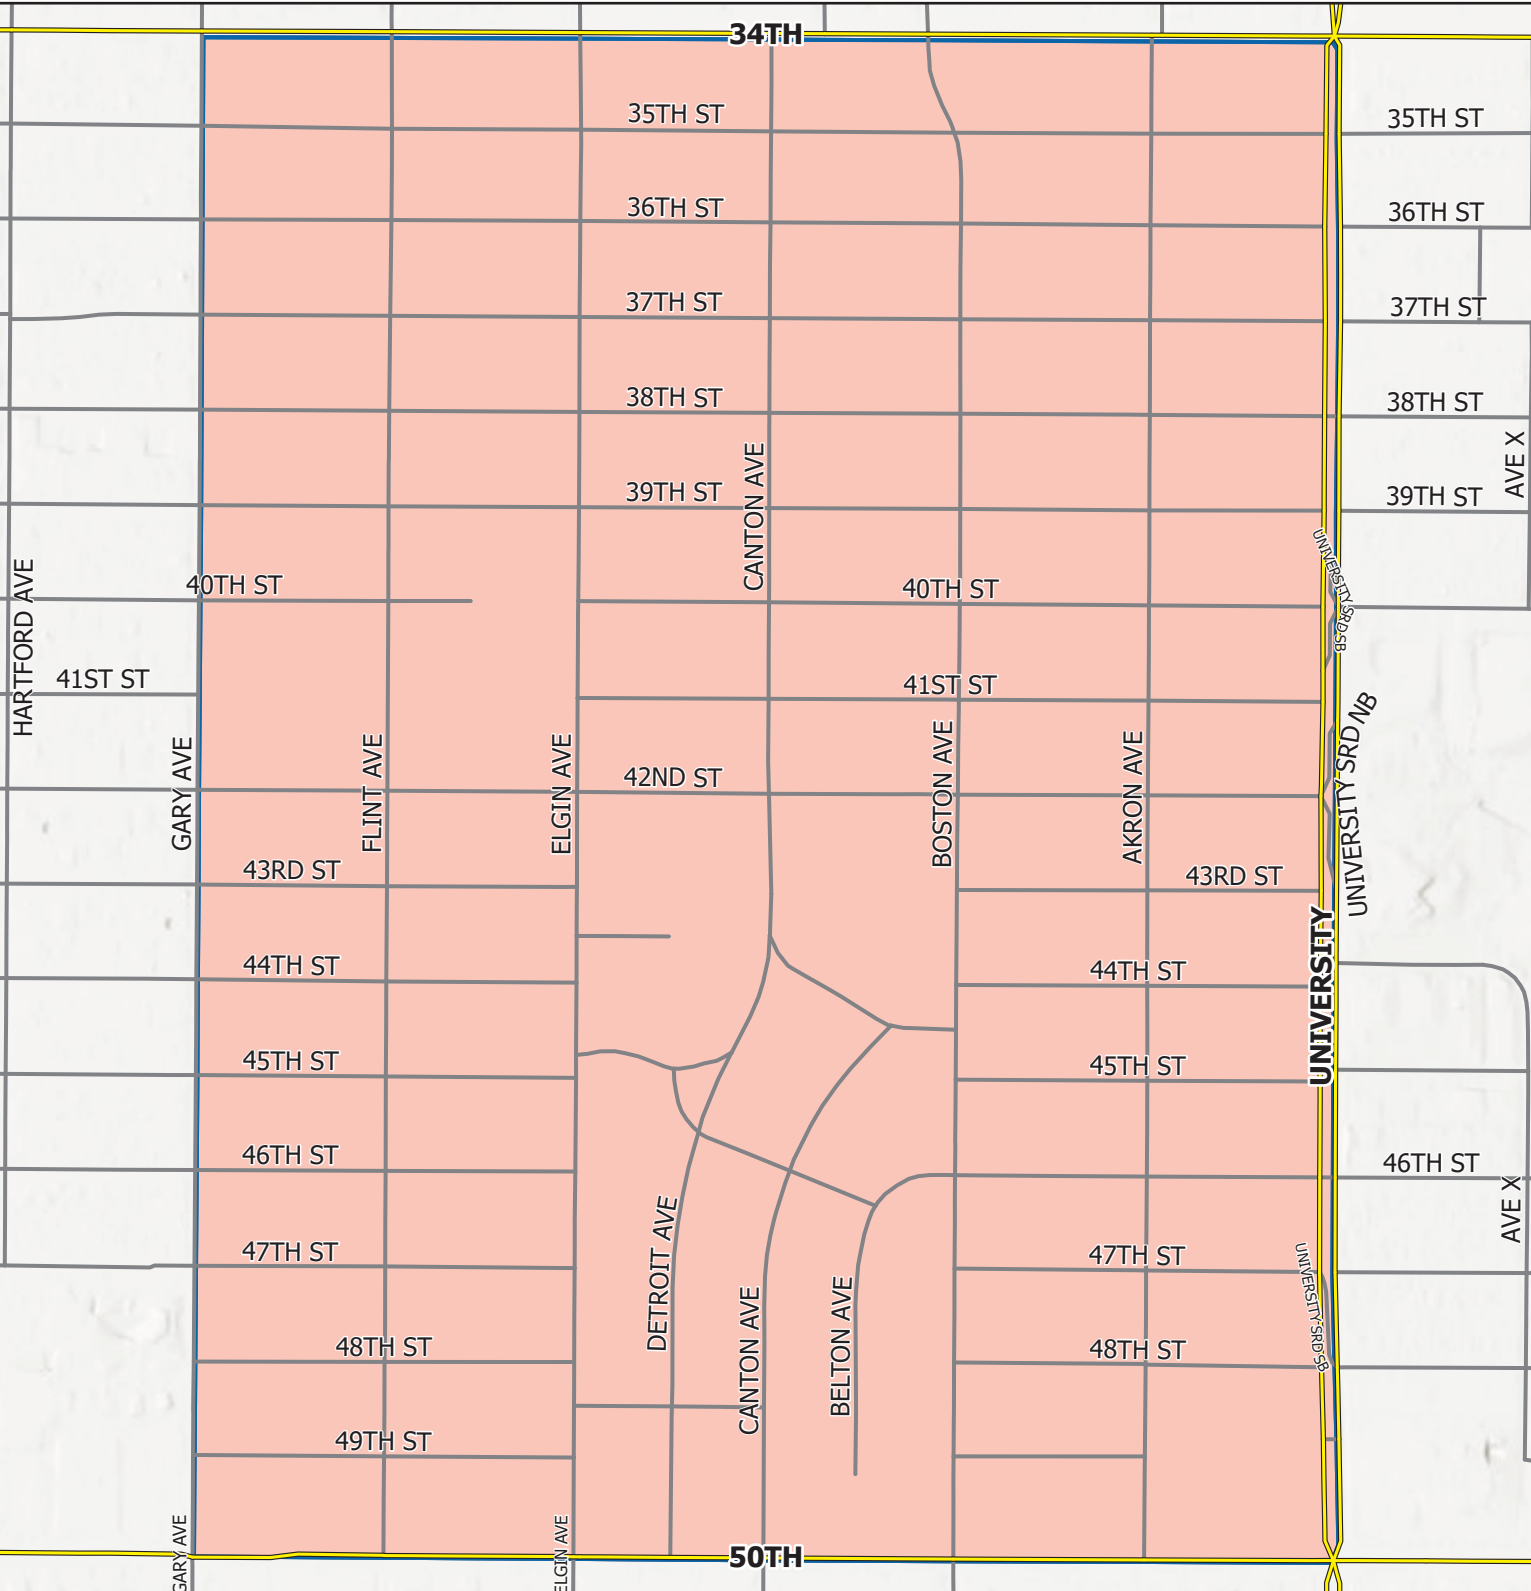 34TH
35TH ST
35TH ST
36TH ST
36TH ST
37TH ST
37TH ST
38TH ST
38TH ST
AVE X
CANTON AVE
39TH ST
39TH ST
UNIVERSITY SRD SB
HARTFORD AVE
40TH ST
40TH ST
41ST ST
41ST ST
UNIVERSITY SRD NB
GARY AVE
FLINT AVE
ELGIN AVE
42ND ST
BOSTON AVE
AKRON AVE
43RD ST
43RD ST
UNIVERSITY
44TH ST
44TH ST
45TH ST
45TH ST
46TH ST
46TH ST
AVE X
DETROIT AVE
47TH ST
47TH ST
UNIVERSITY SRD SB
CANTON AVE
BELTON AVE
48TH ST
48TH ST
49TH ST
GARY AVE
ELGIN AVE
50TH